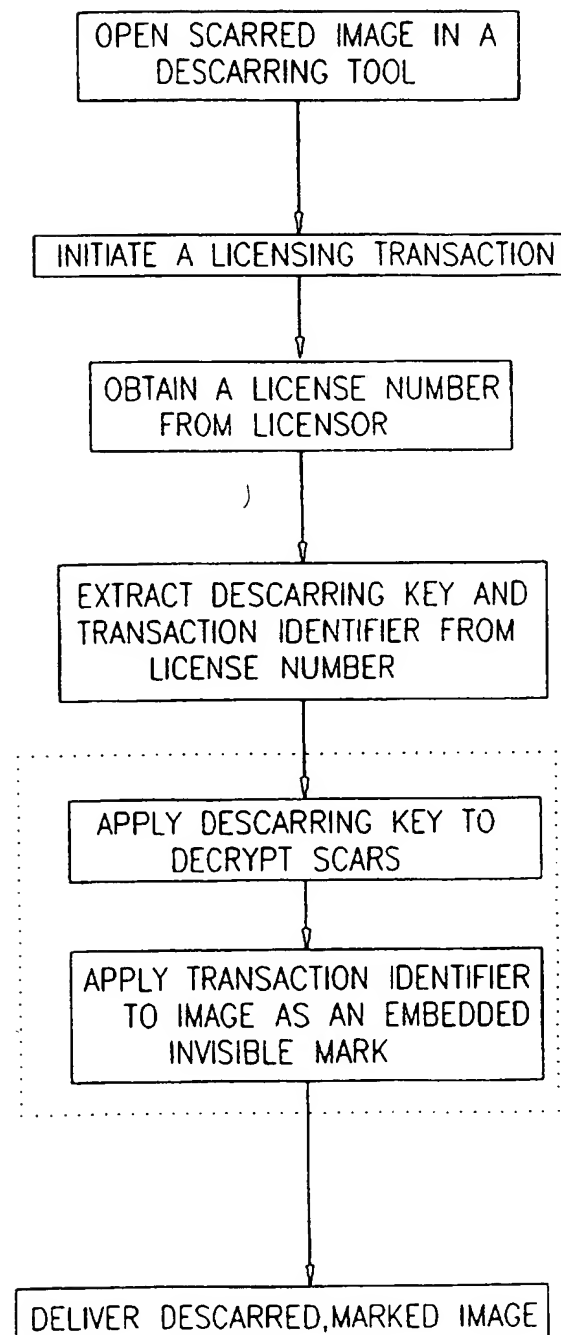 OPEN SCARRED IMAGE IN A
DESCARRING TOOL
INITIATE A LICENSING TRANSACTION
OBTAIN A LICENSE NUMBER
FROM LICENSOR
EXTRACT DESCARRING KEY AND
TRANSACTION IDENTIFIER FROM
LICENSE NUMBER
APPLY DESCARRING KEY TO
DECRYPT SCARS
APPLY TRANSACTION IDENTIFIER
TO IMAGE AS AN EMBEDDED
INVISIBLE MARK
DELIVER DESCARRED,MARKED IMAGE